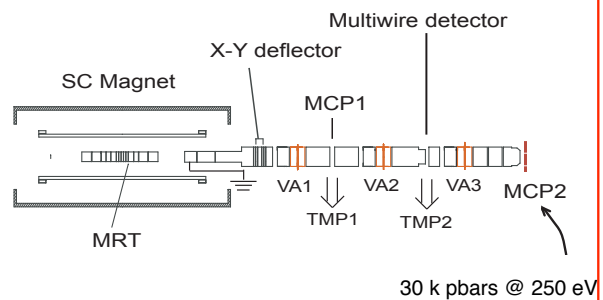 Multiwire detector
X-Y deflector
SC Magnet
MCP1
VA1
VA2
VA3
MCP2
TMP1
TMP2
MRT
30 k pbars @ 250 eV